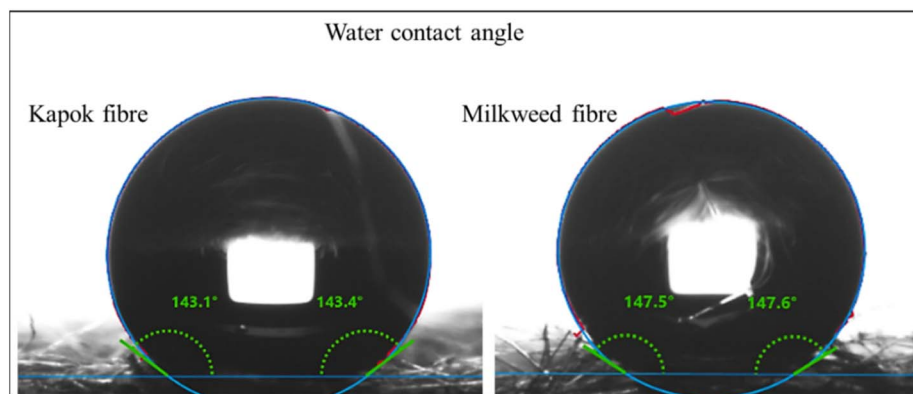 Water contact angle
Kapok fibre
Milkweed fibre
143.1°
143.4°
147.5°
147.6°